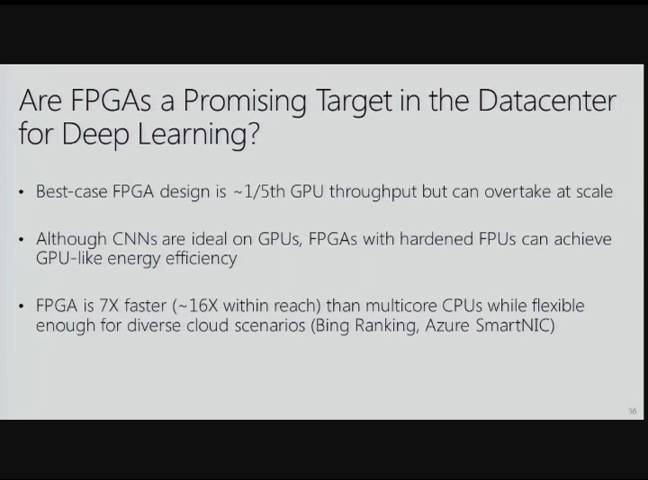 Are FPGAs a Promising Target in the Datacenter
for Deep Learning?
• Best-case FPGA design is ~1/5th GPU throughput but can overtake at scale
• Although CNNs are ideal on GPUs, FPGAs with hardened FPUs can achieve
GPU-like energy efficiency
• FPGA is 7X faster (~16X within reach) than multicore CPUs while flexible
enough for diverse cloud scenarios (Bing Ranking, Azure SmartNIC)
36